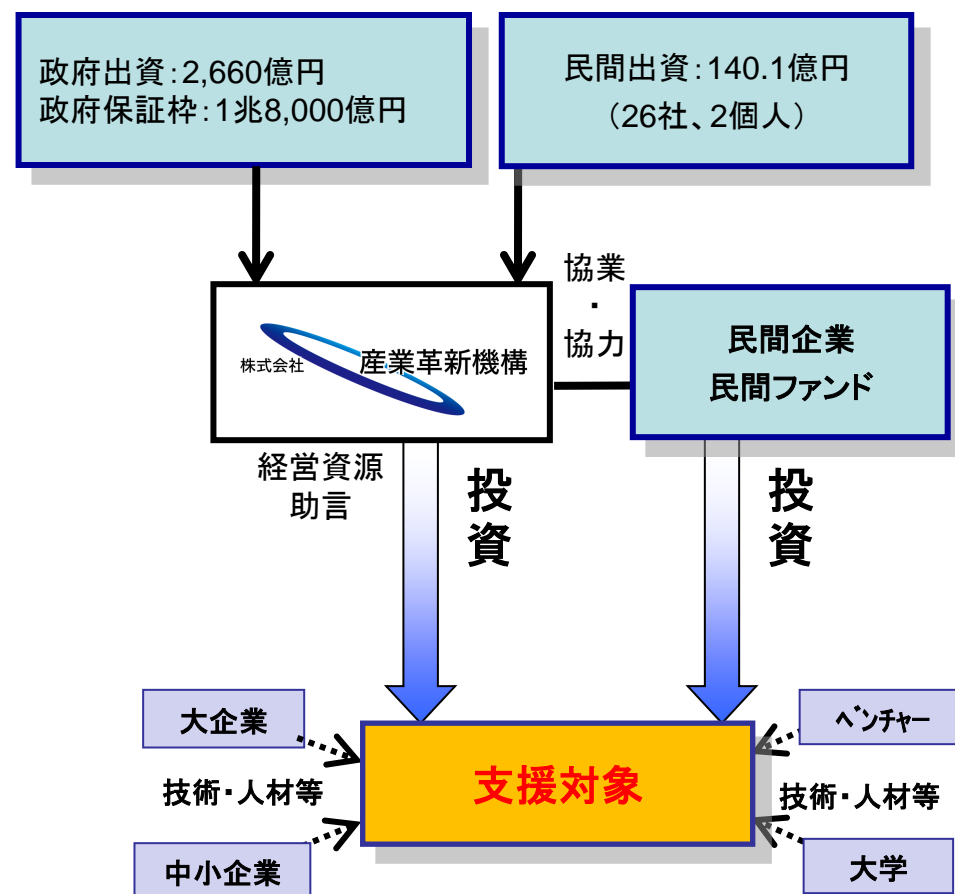 政府出資：2,660億円
政府保証枠：1兆8,000億円
民間出資：140.1億円
（26社、2個人）
協業
・
協力
株式会社 産業革新機構
民間企業
民間ファンド
経営資源
助言
投資
投資
大企業
ベンチャー
技術・人材等
支援対象
技術・人材等
中小企業
大学